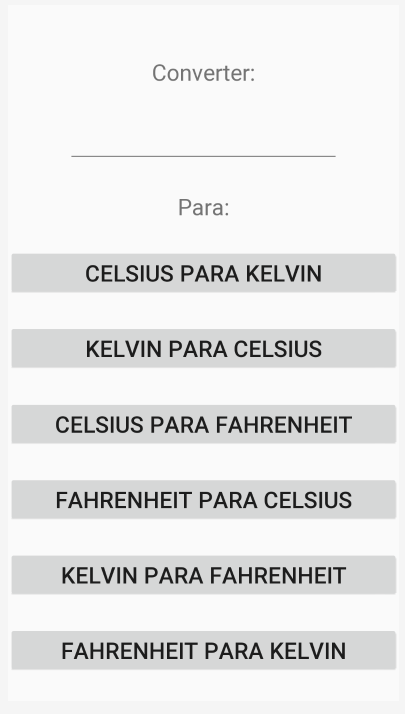 Converter:
Para:
CELSIUS PARA KELVIN
KELVIN PARA CELSIUS
CELSIUS PARA FAHRENHEIT
FAHRENHEIT PARA CELSIUS
KELVIN PARA FAHRENHEIT
FAHRENHEIT PARA KELVIN